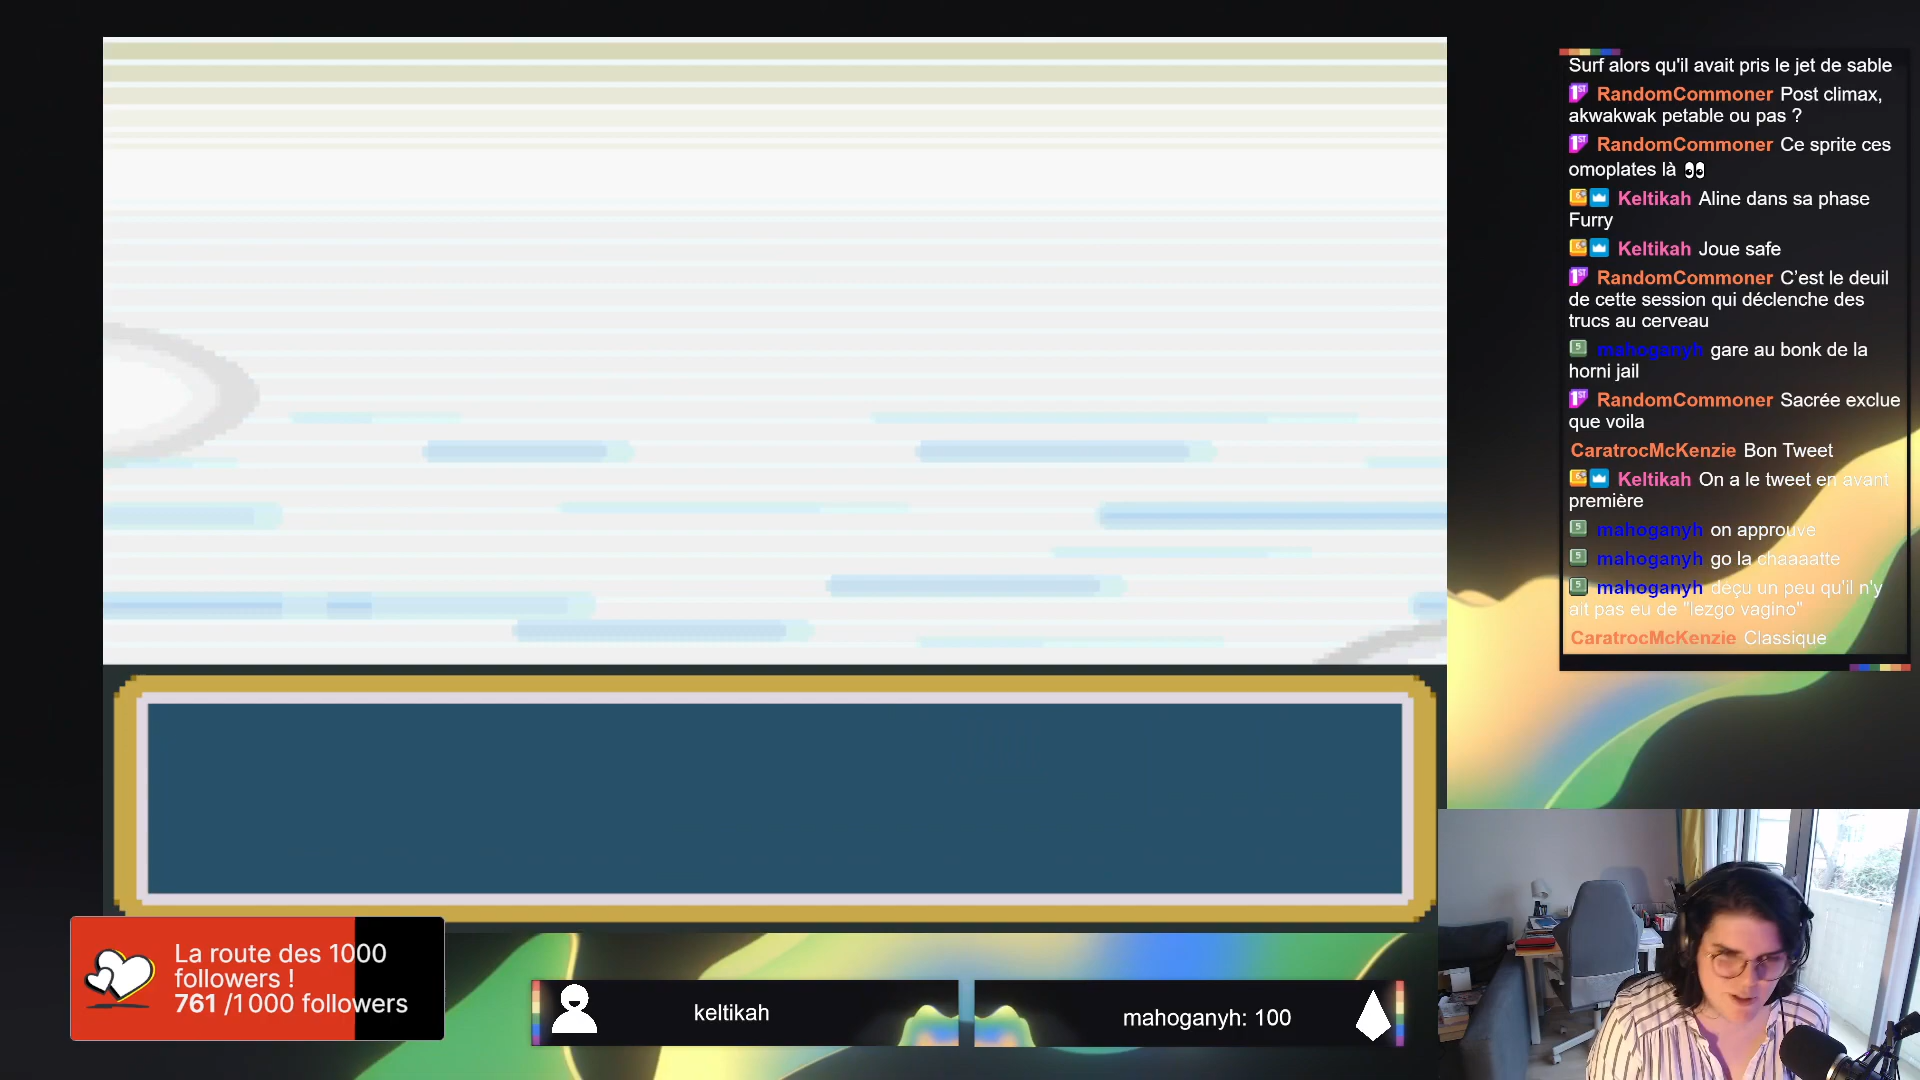 Surf alors qu'il avait pris le jet de sable
RandomCommoner Post climax,
akwakwak petable ou pas ?
RandomCommoner Ce sprite ces
omoplates là 👀
Keltikah Aline dans sa phase
Furry
Keltikah Joue safe
RandomCommoner C'est le deuil
de cette session qui déclenche des
trucs au cerveau
mahoganyh gare au bonk de la
horni jail
RandomCommoner Sacrée exclue
que voila
CaratrocMcKenzie Bon Tweet
Keltikah On a le tweet en avant
première
mahoganyh on approuve
mahoganyh go la chaaaatte
mahoganyh deçu un peu qu'il n'y
ait pas eu de "lezgo vagino"
CaratrocMcKenzie Classique
La route des 1000
followers !
761 /1000 followers
keltikah
mahoganyh: 100